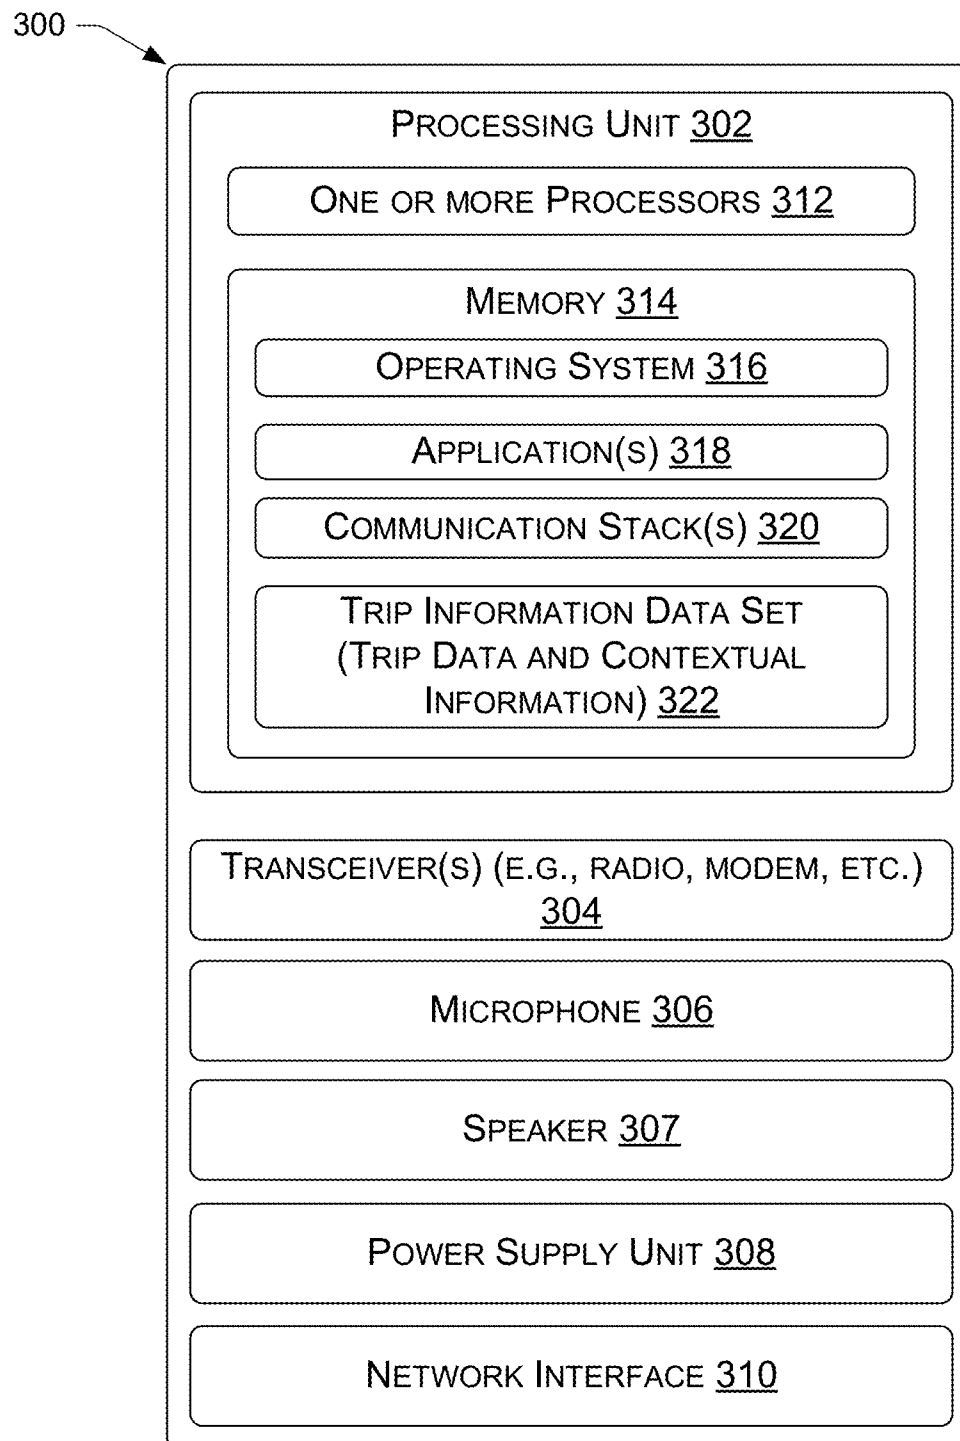 300
PROCESSING UNIT 302
ONE OR MORE PROCESSORS 312
MEMORY 314
OPERATING SYSTEM 316
APPLICATION(S) 318
COMMUNICATION STACK(S) 320
TRIP INFORMATION DATA SET
(TRIP DATA AND CONTEXTUAL
INFORMATION) 322
TRANSCEIVER(S) (E.G., RADIO, MODEM, ETC.)
304
MICROPHONE 306
SPEAKER 307
POWER SUPPLY UNIT 308
NETWORK INTERFACE 310